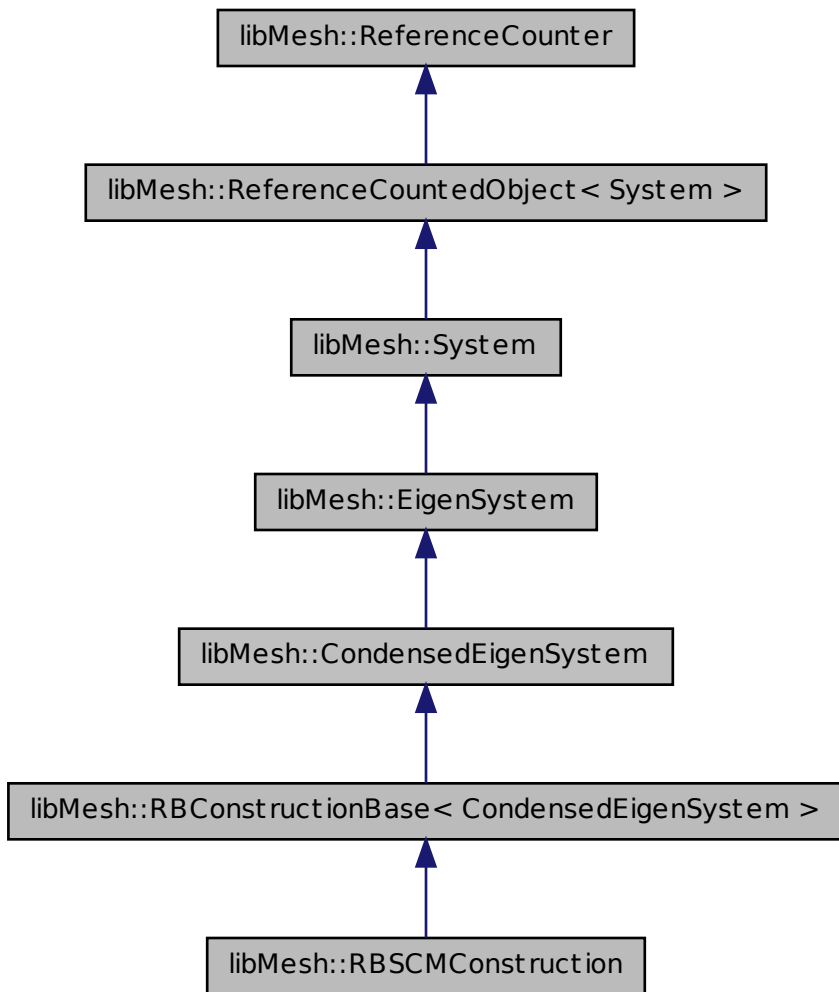 libMesh::ReferenceCounter
libMesh::ReferenceCountedObject< System >
libMesh::System
libMesh::EigenSystem
libMesh::CondensedEigenSystem
libMesh::RBConstructionBase< CondensedEigenSystem >
libMesh::RBSCMConstruction